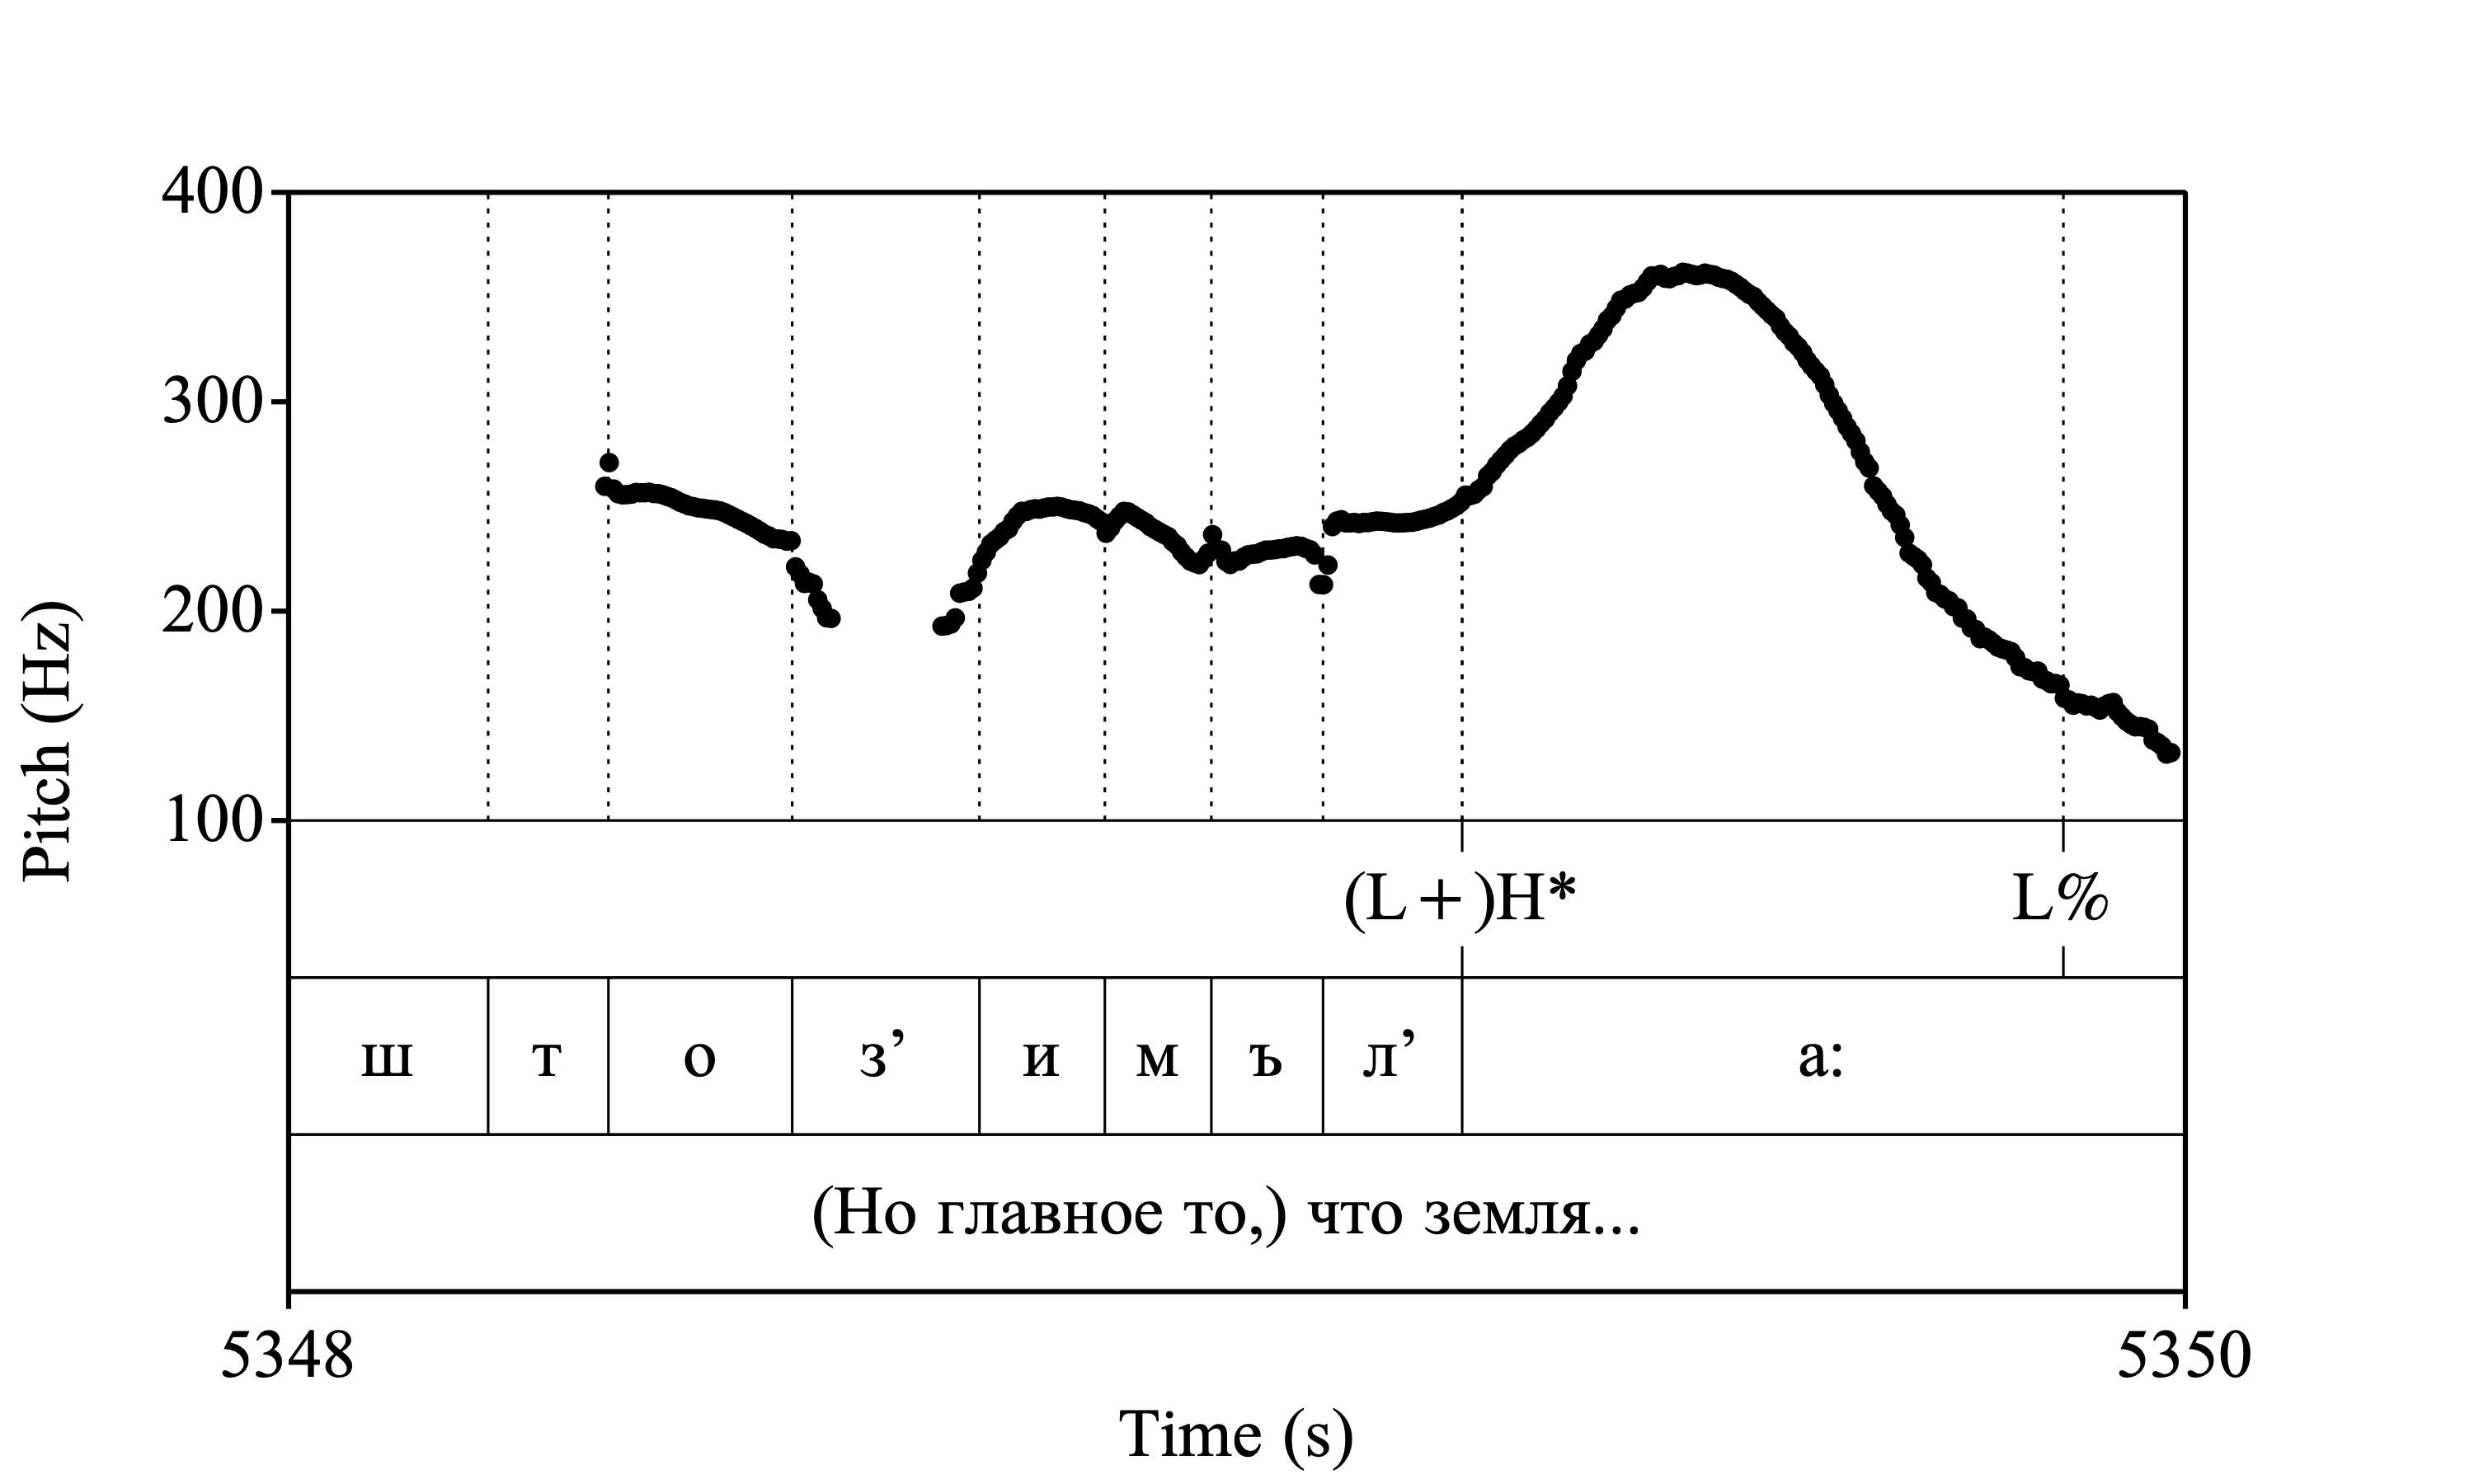 400
300
200
100
Pitch (Hz)
(L+)H* L%
ш т о з’ и м ъ л’ а:
(Но главное то,) что земля...
5348 5350
Time (s)